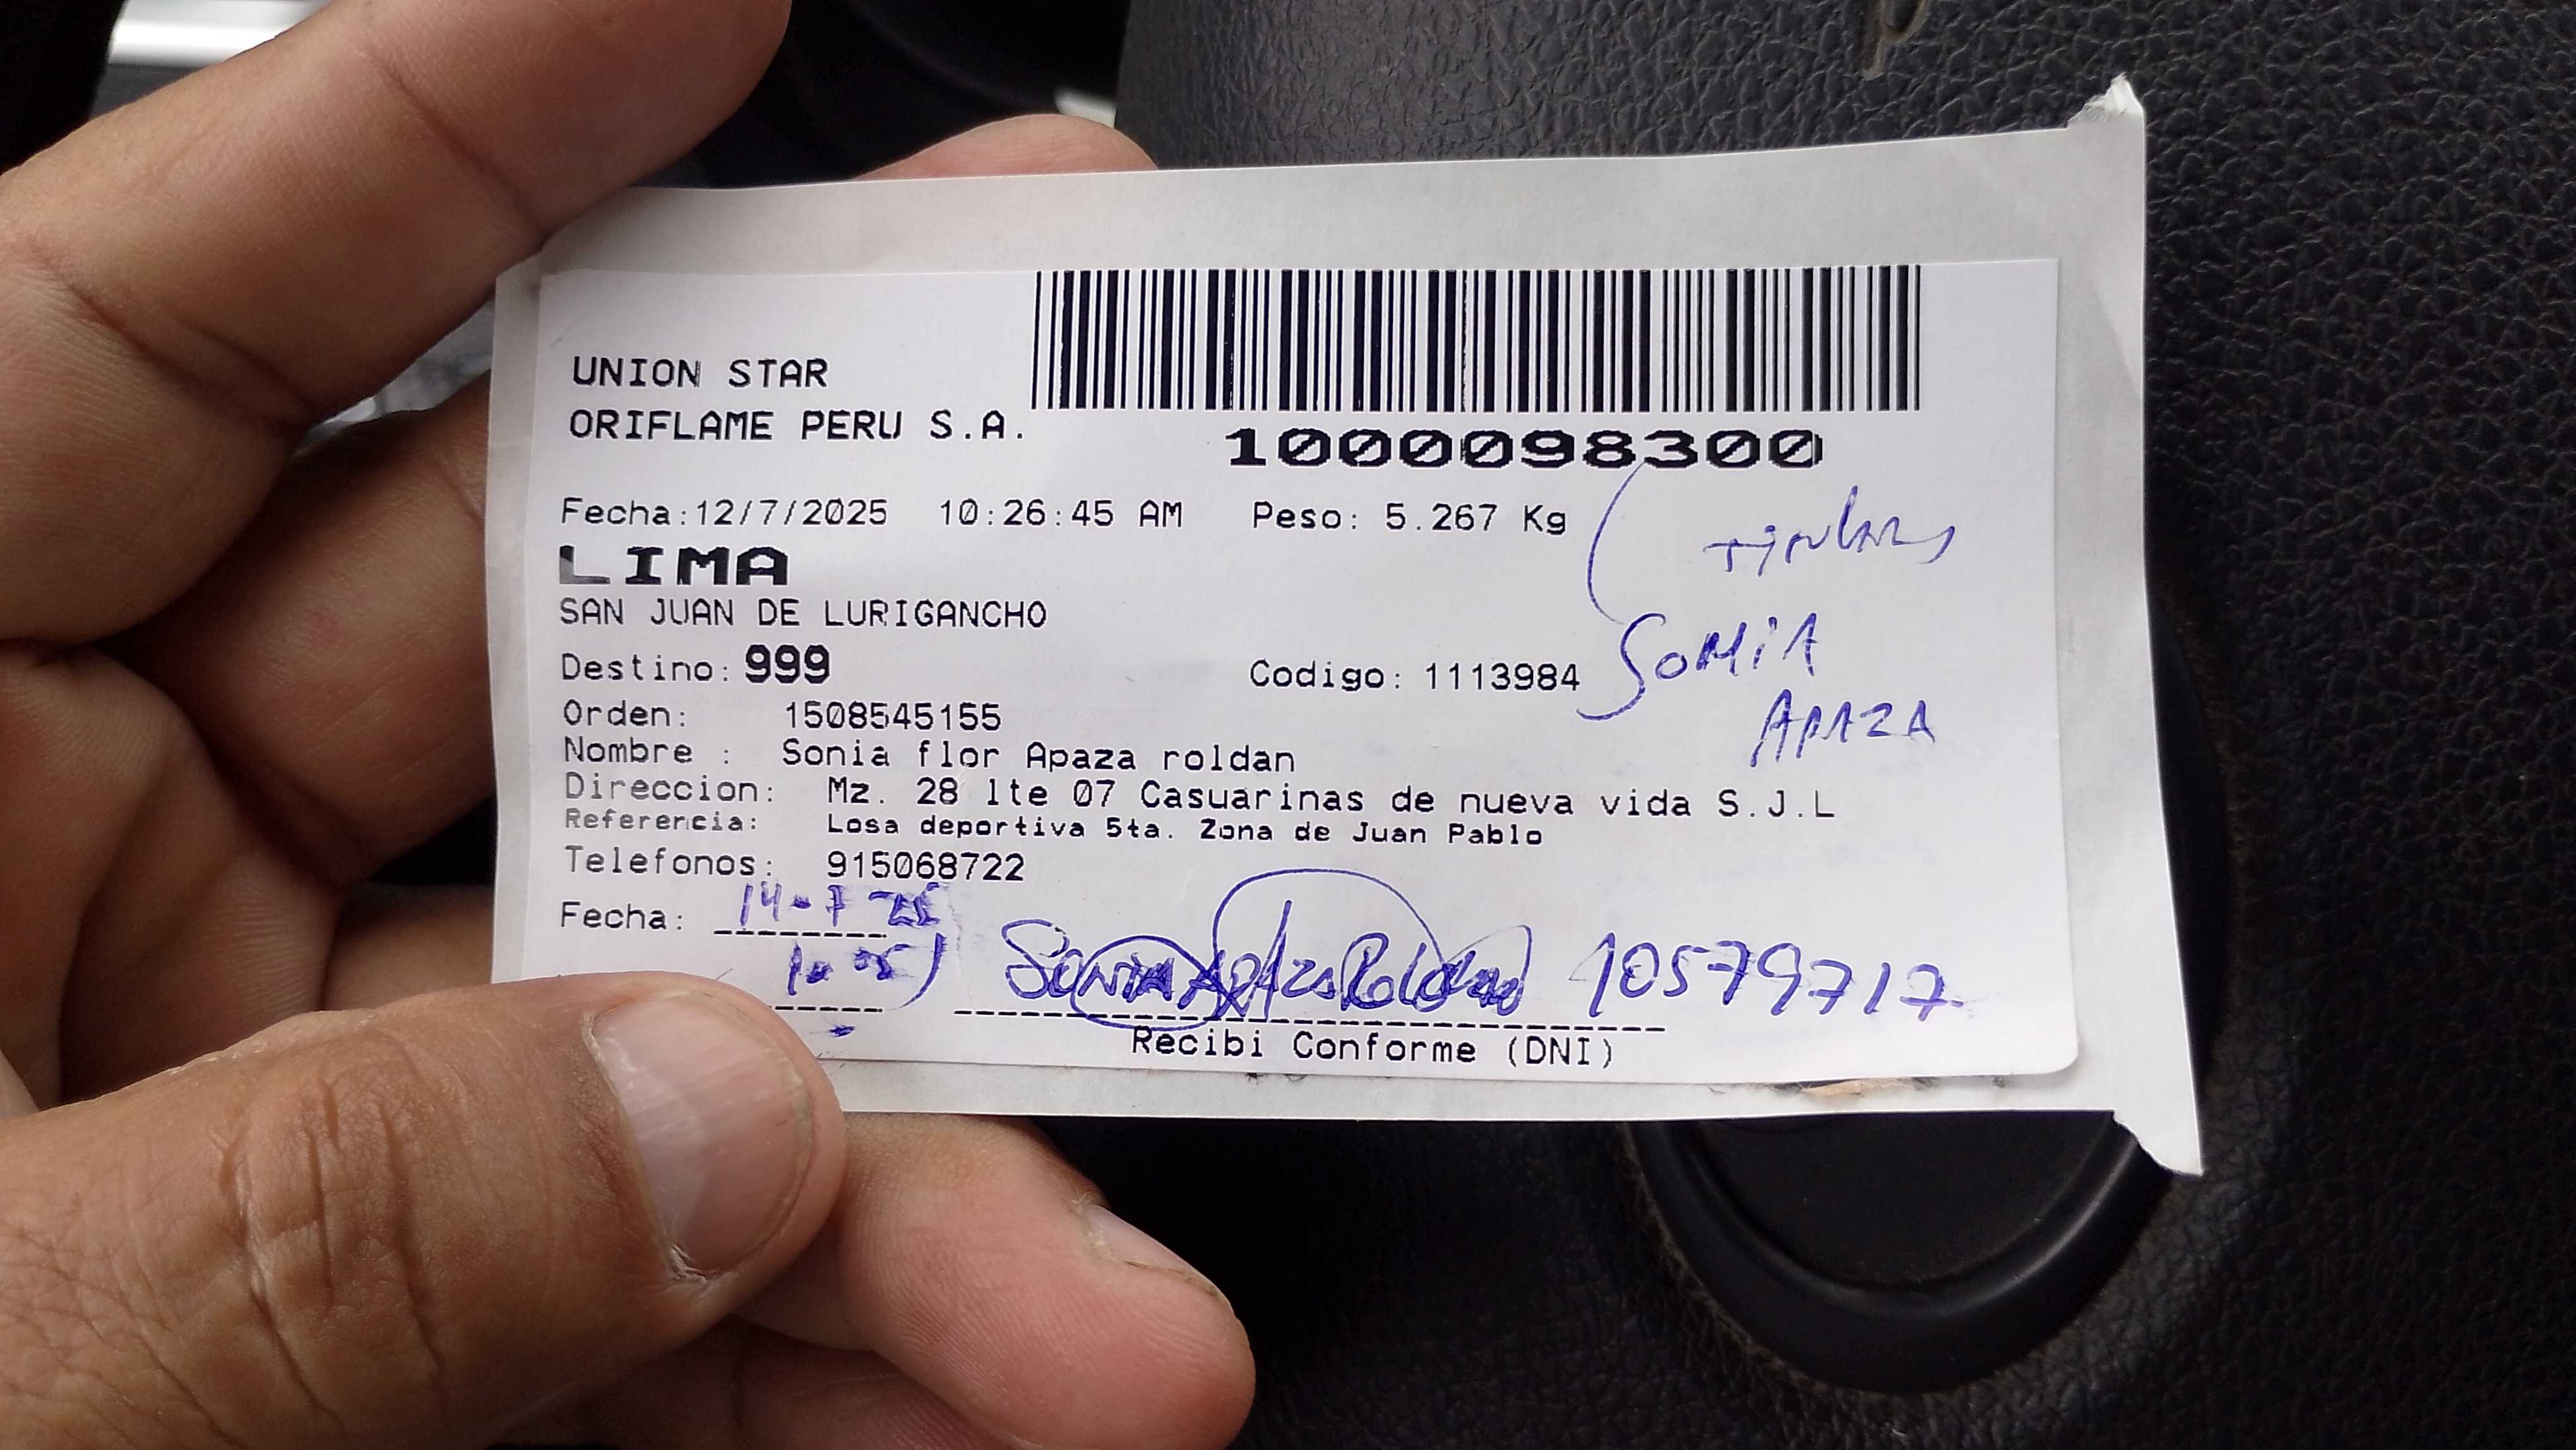 UNION STAR
ORIFLAME PERU S.A.
1000098300
Fecha:12/7/2025 10:26:45 AM Peso: 5.267 Kg
LIMA
SAN JUAN DE LURIGANCHO
Destino: 999 Codigo: 1113984
SONIA
APAZA
Orden: 1508545155
Nombre : Sonia flor Apaza roldan
Direccion: Mz. 28 lte 07 Casuarinas de nueva vida S.J.L
Referencia: Losa deportiva 5ta. Zona de Juan Pablo
Telefonos: 915068722
Fecha: 14-7 25
Sonia Apaza Roldan 10579717
Recibi Conforme (DNI)